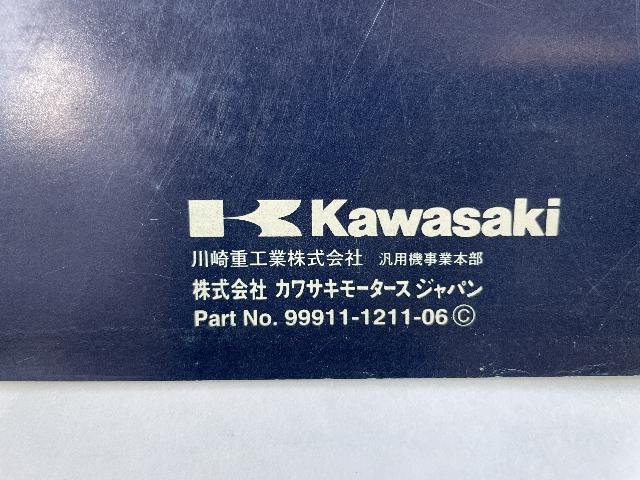 Kawasaki
川崎重工業株式会社 汎用機事業本部
株式会社 カワサキモータース ジャパン
Part No. 99911-1211-06 ©